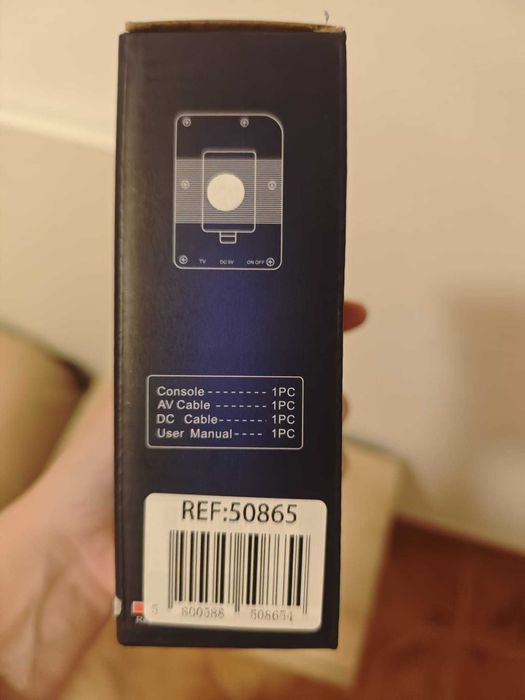 TV DC 5V ON OFF
Console - - - - - - - - 1PC
AV Cable - - - - - - - 1PC
DC Cable - - - - - - - 1PC
User Manual - - - - 1PC
REF:50865
5 800588 508654